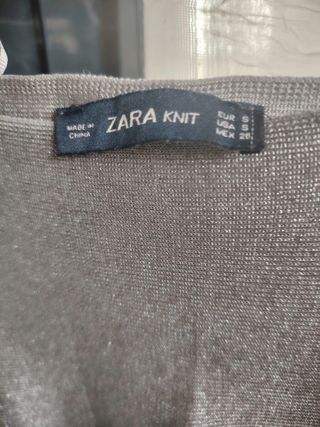 MADE IN
CHINA
ZARA KNIT
EUR S
USA S
MEX 26